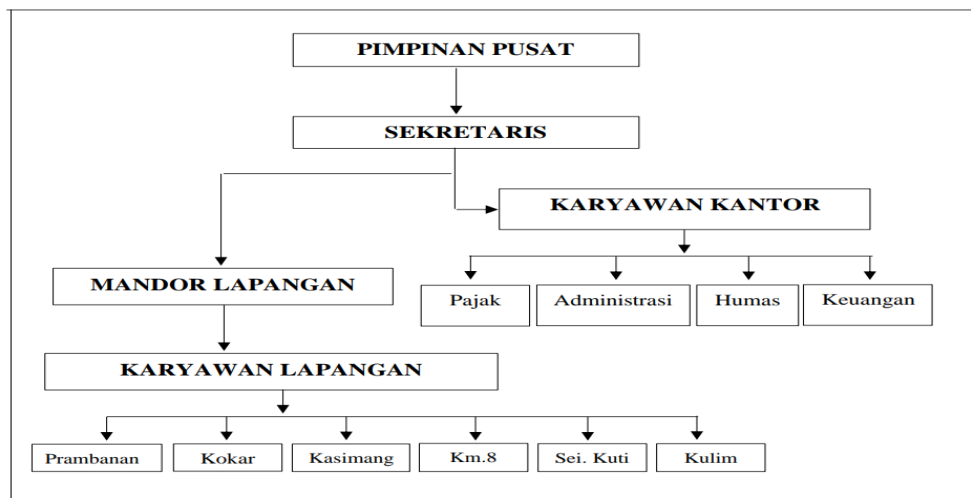 PIMPINAN PUSAT
SEKRETARIS
KARYAWAN KANTOR
MANDOR LAPANGAN
Pajak
Administrasi
Humas
Keuangan
KARYAWAN LAPANGAN
Prambanan
Kokar
Kasimang
Km.8
Sei. Kuti
Kulim